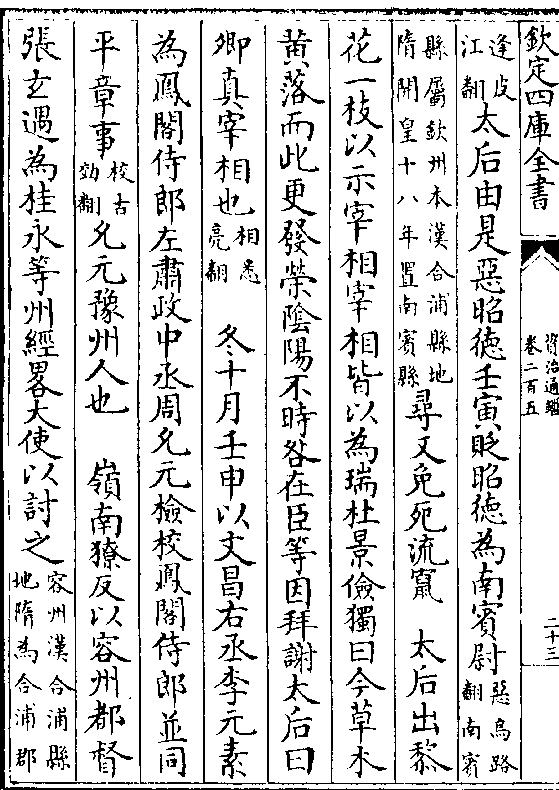 欽定四庫全書
資治通鑑
卷二百五
二十三
逢皮
江翻
太后由是惡昭徳壬寅貶昭徳為南賓尉
惡烏路
翻南賓
縣屬欽州本漢合浦縣地
隋開皇十八年置南賓縣
尋又免死流竄　太后出黎
花一枝以示宰相宰相皆以為瑞杜景儉獨曰今草木
黄落而此更發榮陰陽不時咎在臣等因拜謝太后曰
卿真宰相也
相悉
亮翻
冬十月壬申以文昌右丞李元素
為鳳閣侍郎左肅政中丞周允元檢校鳳閣侍郎並同
平章事
校古
効翻
允元豫州人也　嶺南獠反以容州都督
張玄遇為桂永等州經畧大使以討之
容州漢合浦縣
地隋為合浦郡